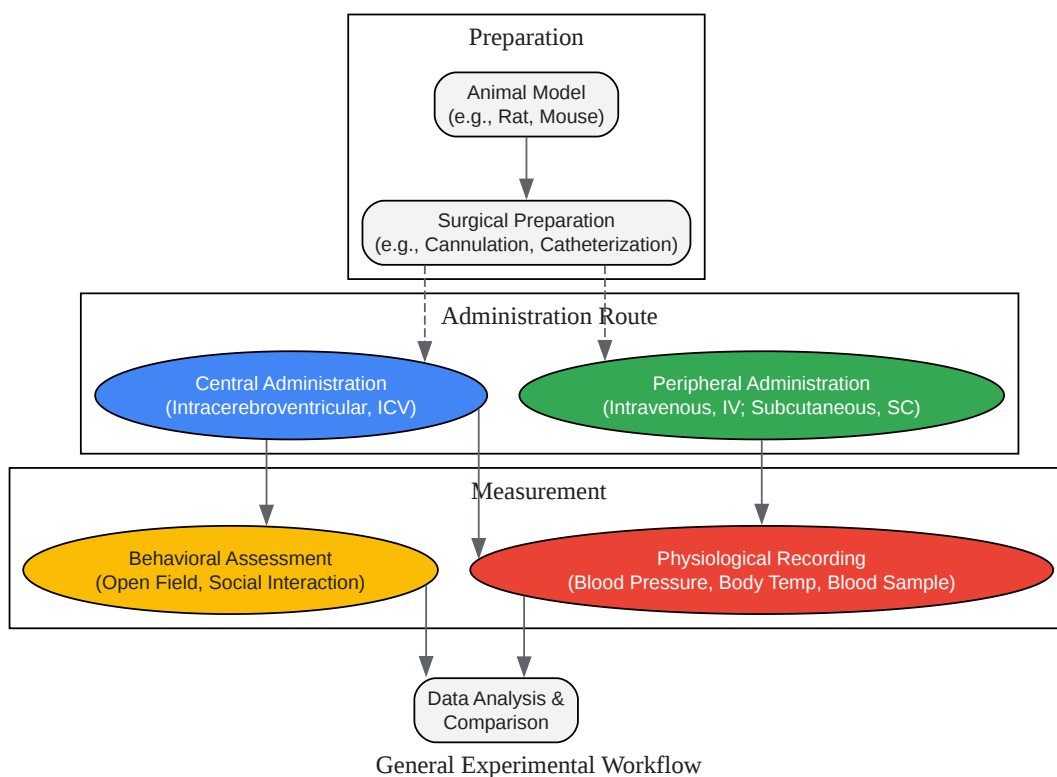 Preparation
Animal Model
(e.g., Rat, Mouse)
Surgical Preparation
(e.g., Cannulation, Catheterization)
Administration Route
Central Administration
(Intracerebroventricular, ICV)
Peripheral Administration
(Intravenous, IV; Subcutaneous, SC)
Measurement
Behavioral Assessment
(Open Field, Social Interaction)
Physiological Recording
(Blood Pressure, Body Temp, Blood Sample)
Data Analysis &
Comparison
General Experimental Workflow